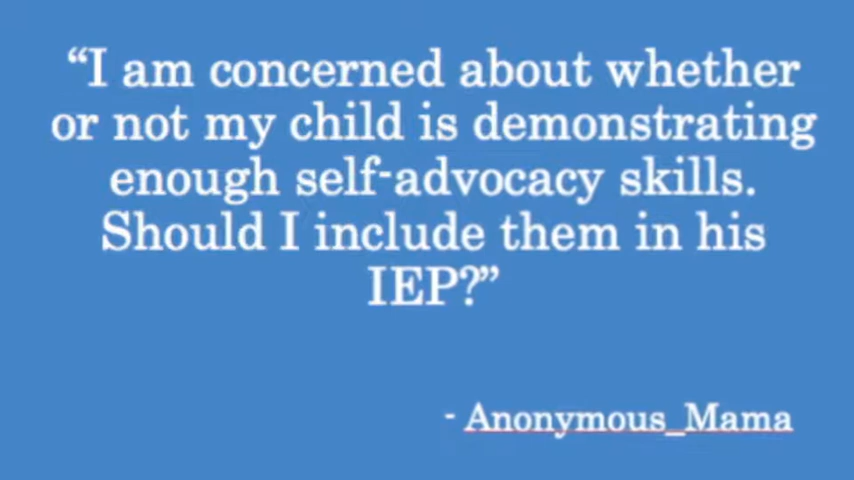 “I am concerned about whether
or not my child is demonstrating
enough self-advocacy skills.
Should I include them in his
IEP?”
- Anonymous_Mama